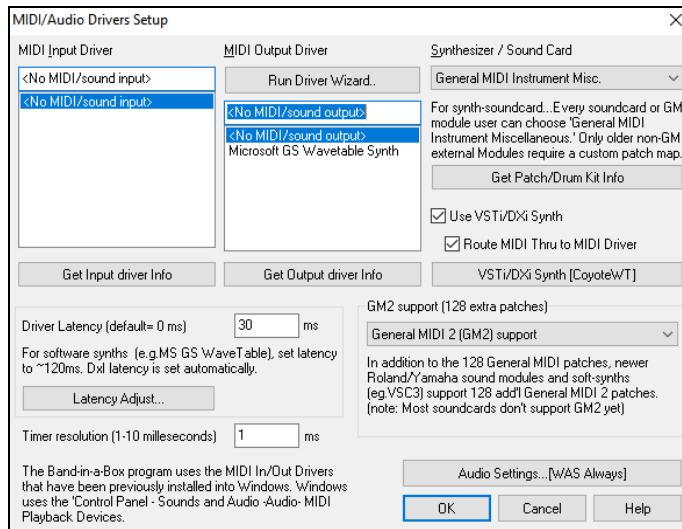 MIDI/Audio Drivers Setup
MIDI Input Driver
<No MIDI/sound input>
<No MIDI/sound input>
Get Input driver Info
MIDI Output Driver
Run Driver Wizard..
<No MIDI/sound output>
<No MIDI/sound output>
Microsoft GS Wavetable Synth
Get Output driver Info
Synthesizer / Sound Card
General MIDI Instrument Misc.
For synth-soundcard...Every soundcard or GM
module user can choose 'General MIDI
Instrument Miscellaneous.' Only older non-GM
external Modules require a custom patch map.
Get Patch/Drum Kit Info
Use VSTi/DXi Synth
Route MIDI Thru to MIDI Driver
VSTi/DXi Synth [CoyoteWT]
Driver Latency (default= 0 ms) 30 ms
For software synths (e.g.MS GS WaveTable), set latency
to ~120ms. DxI latency is set automatically.
Latency Adjust...
Timer resolution (1-10 milleseconds) 1 ms
GM2 support (128 extra patches)
General MIDI 2 (GM2) support
In addition to the 128 General MIDI patches, newer
Roland/Yamaha sound modules and soft-synths
(eg.VSC3) support 128 add'l General MIDI 2 patches.
(note: Most soundcards don't support GM2 yet)
The Band-in-a-Box program uses the MIDI In/Out Drivers
that have been previously installed into Windows. Windows
uses the 'Control Panel - Sounds and Audio -Audio- MIDI
Playback Devices.
Audio Settings...[WAS Always]
OK
Cancel
Help